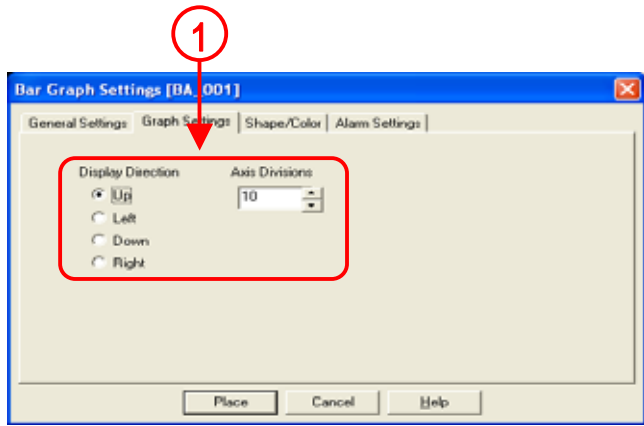 1
Bar Graph Settings [BA_001]
General Settings Graph Settings Shape/Color Alarm Settings
Display Direction Axis Divisions
Up 10
Left
Down
Right
Place Cancel Help